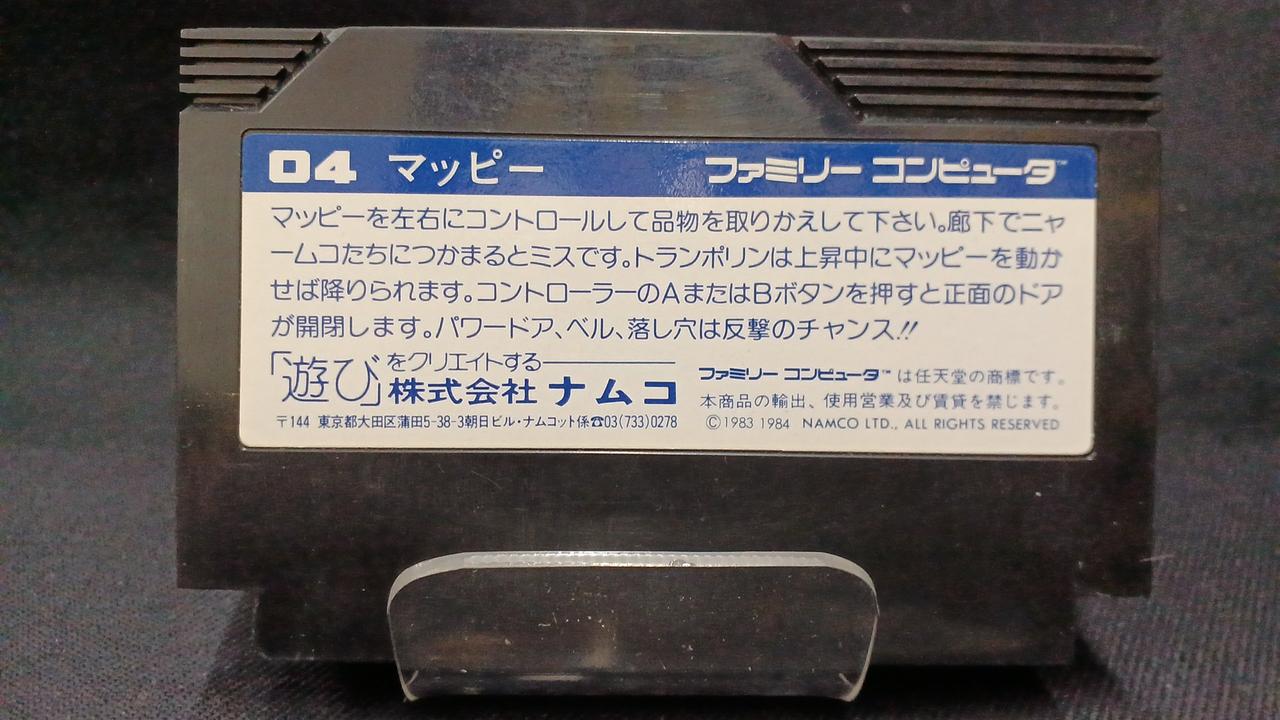 04 マッピー ファミリー コンピュータ™
マッピーを左右にコントロールして品物を取りかえして下さい。廊下でニャ
ームコたちにつかまるとミスです。トランポリンは上昇中にマッピーを動か
せば降りられます。コントローラーのAまたはBボタンを押すと正面のドア
が開閉します。パワードア、ベル、落し穴は反撃のチャンス!!
「遊び」をクリエイトする
株式会社 ナムコ
〒144 東京都大田区蒲田5-38-3朝日ビル・ナムコット係☎03(733)0278
ファミリー コンピュータ™ は任天堂の商標です。
本商品の輸出、使用営業及び賃貸を禁じます。
©1983 1984 NAMCO LTD., ALL RIGHTS RESERVED